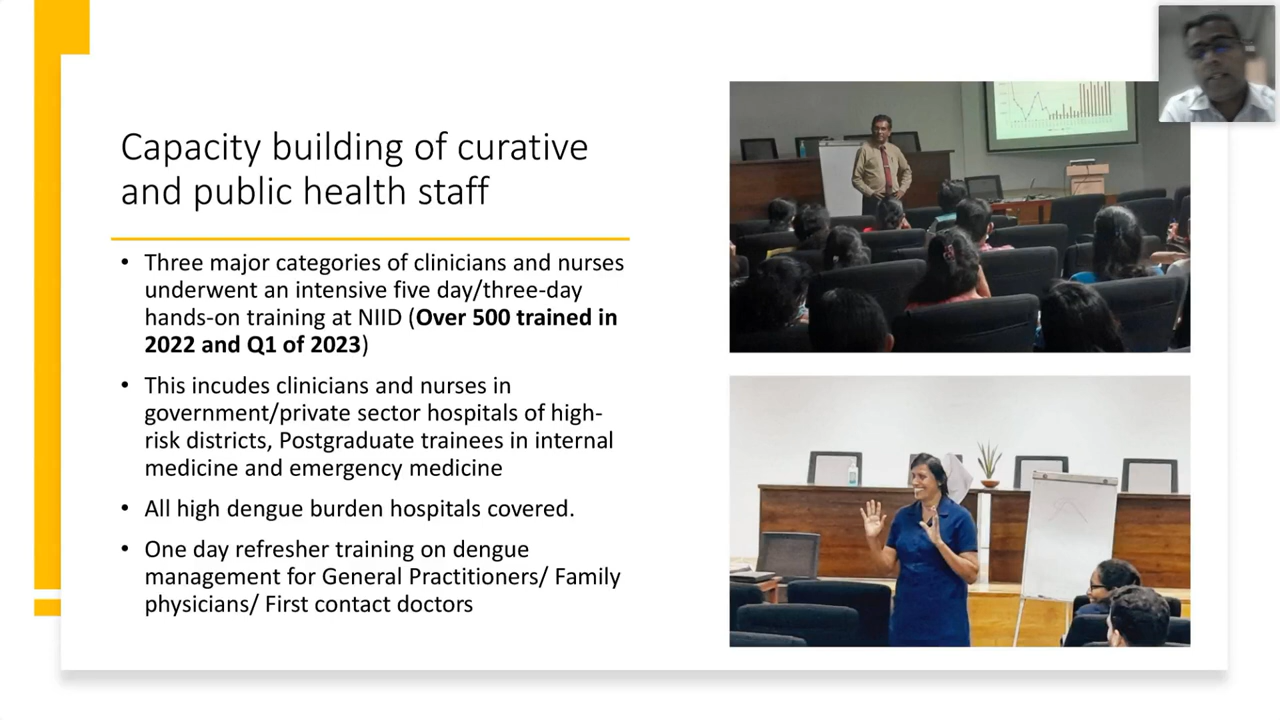 Capacity building of curative
and public health staff
• Three major categories of clinicians and nurses
underwent an intensive five day/three-day
hands-on training at NIID (Over 500 trained in
2022 and Q1 of 2023)
• This incudes clinicians and nurses in
government/private sector hospitals of high-
risk districts, Postgraduate trainees in internal
medicine and emergency medicine
• All high dengue burden hospitals covered.
• One day refresher training on dengue
management for General Practitioners/ Family
physicians/ First contact doctors